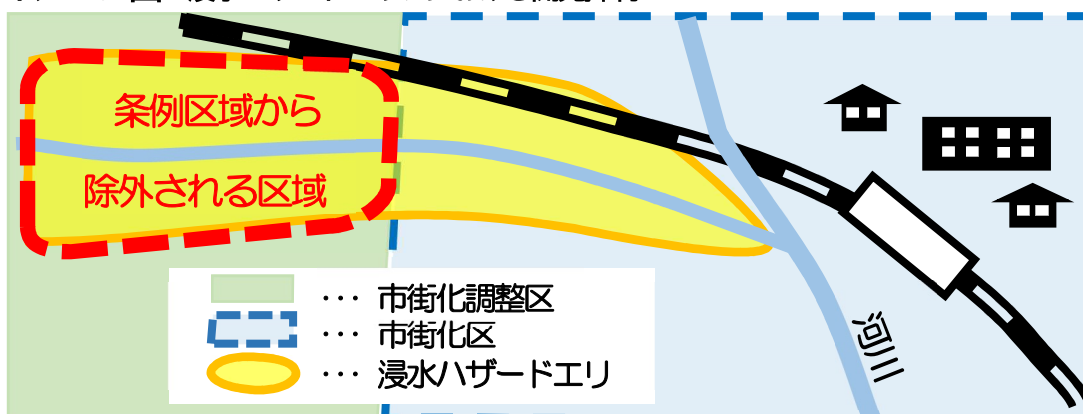 条例区域から
除外される区域
… 市街化調整区
… 市街化区
… 浸水ハザードエリ
河川